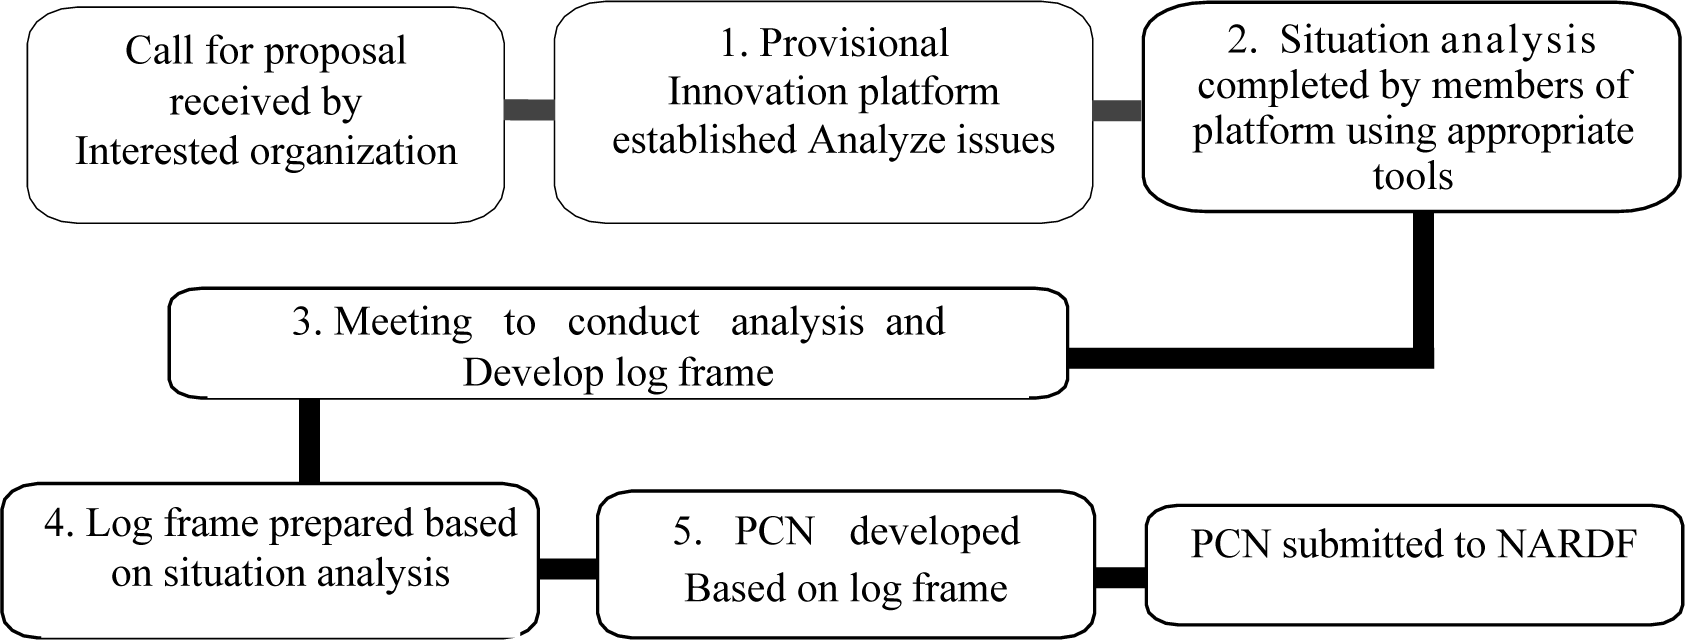 Call for proposal
received by
Interested organization
1. Provisional
Innovation platform
established Analyze issues
2. Situation analysis
completed by members of
platform using appropriate
tools
3. Meeting to conduct analysis and
Develop log frame
4. Log frame prepared based
on situation analysis
5. PCN developed
Based on log frame
PCN submitted to NARDF